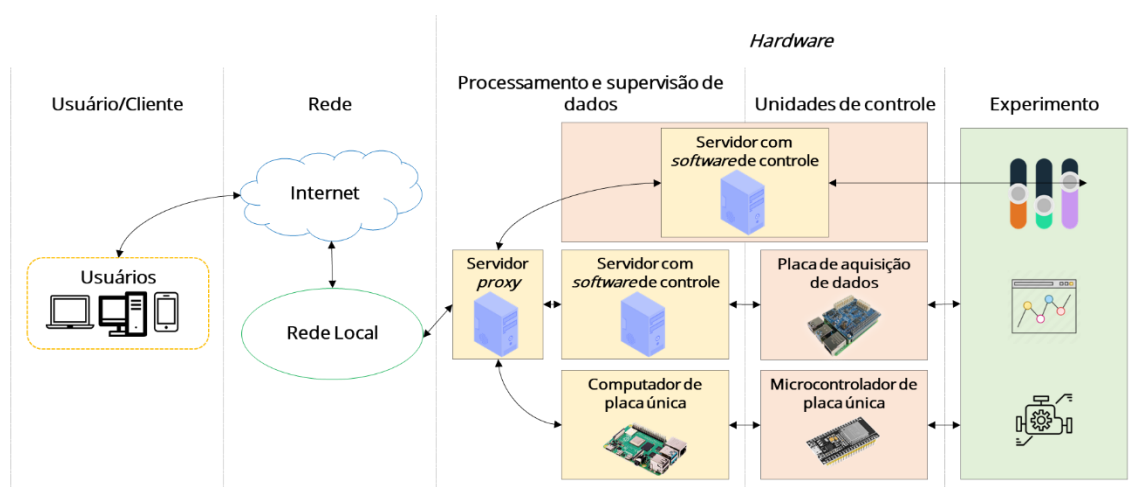 Hardware
Usuário/Cliente
Rede
Processamento e supervisão de
dados
Unidades de controle
Experimento
Servidor com
software de controle
Internet
Usuários
Rede Local
Servidor
proxy
Servidor com
software de controle
Placa de aquisição
de dados
Computador de
placa única
Microcontrolador de
placa única